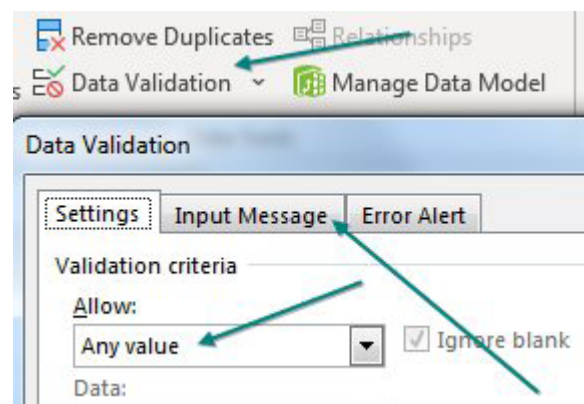 Remove Duplicates Relationships
s Data Validation Manage Data Model
Data Validation
Settings Input Message Error Alert
Validation criteria
Allow:
Any value Ignore blank
Data: